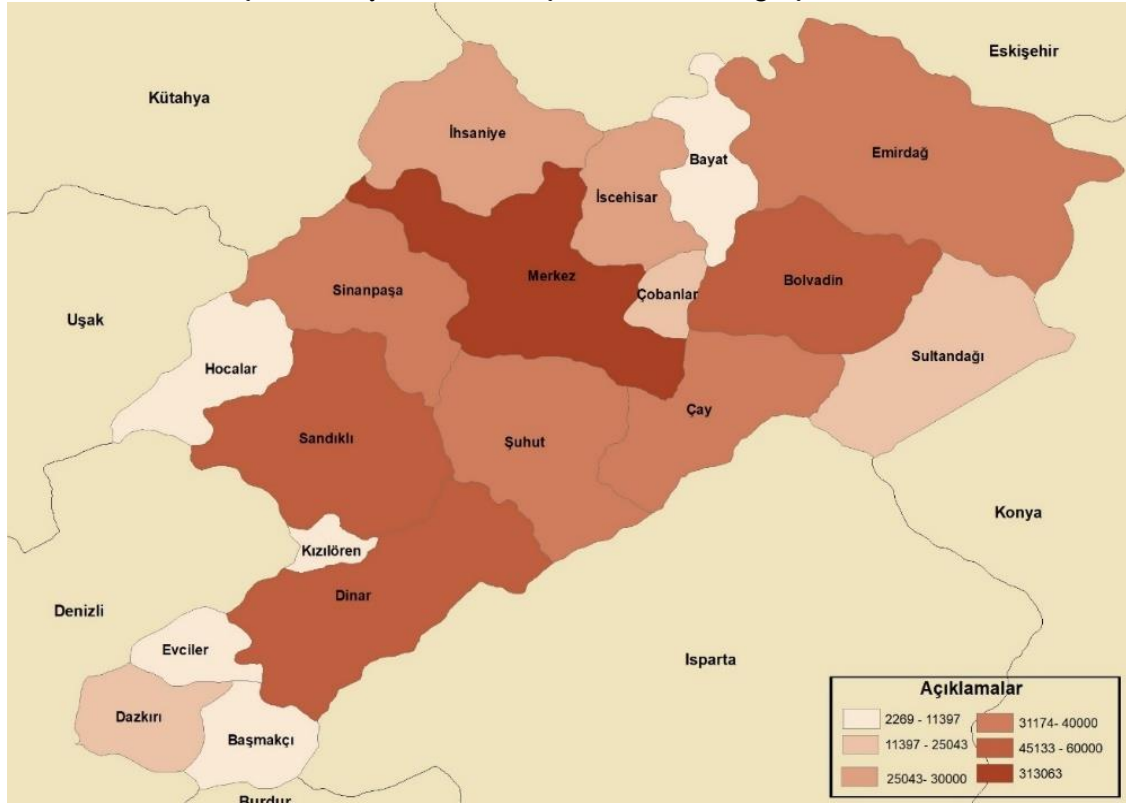 Eskişehir
Kütahya
İhsaniye
Bayat
Emirdağ
İscehisar
Merkez
Bolvadin
Sinanpaşa
Çobanlar
Uşak
Sultandağı
Hocalar
Çay
Sandıklı
Şuhut
Konya
Kızılören
Dinar
Denizli
Evciler
Isparta
Dazkırı
Başmakçı
Burdur
Açıklamalar
2269 - 11397
11397 - 25043
25043- 30000
31174- 40000
45133 - 60000
313063